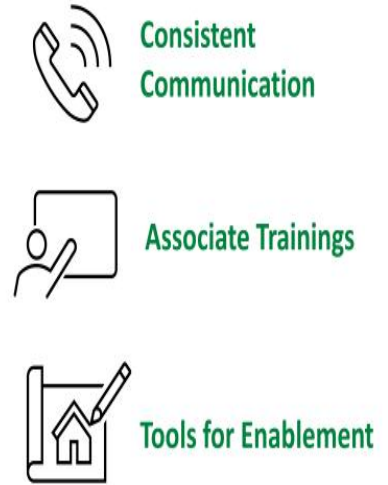 Consistent
Communication
Associate Trainings
Tools for Enablement